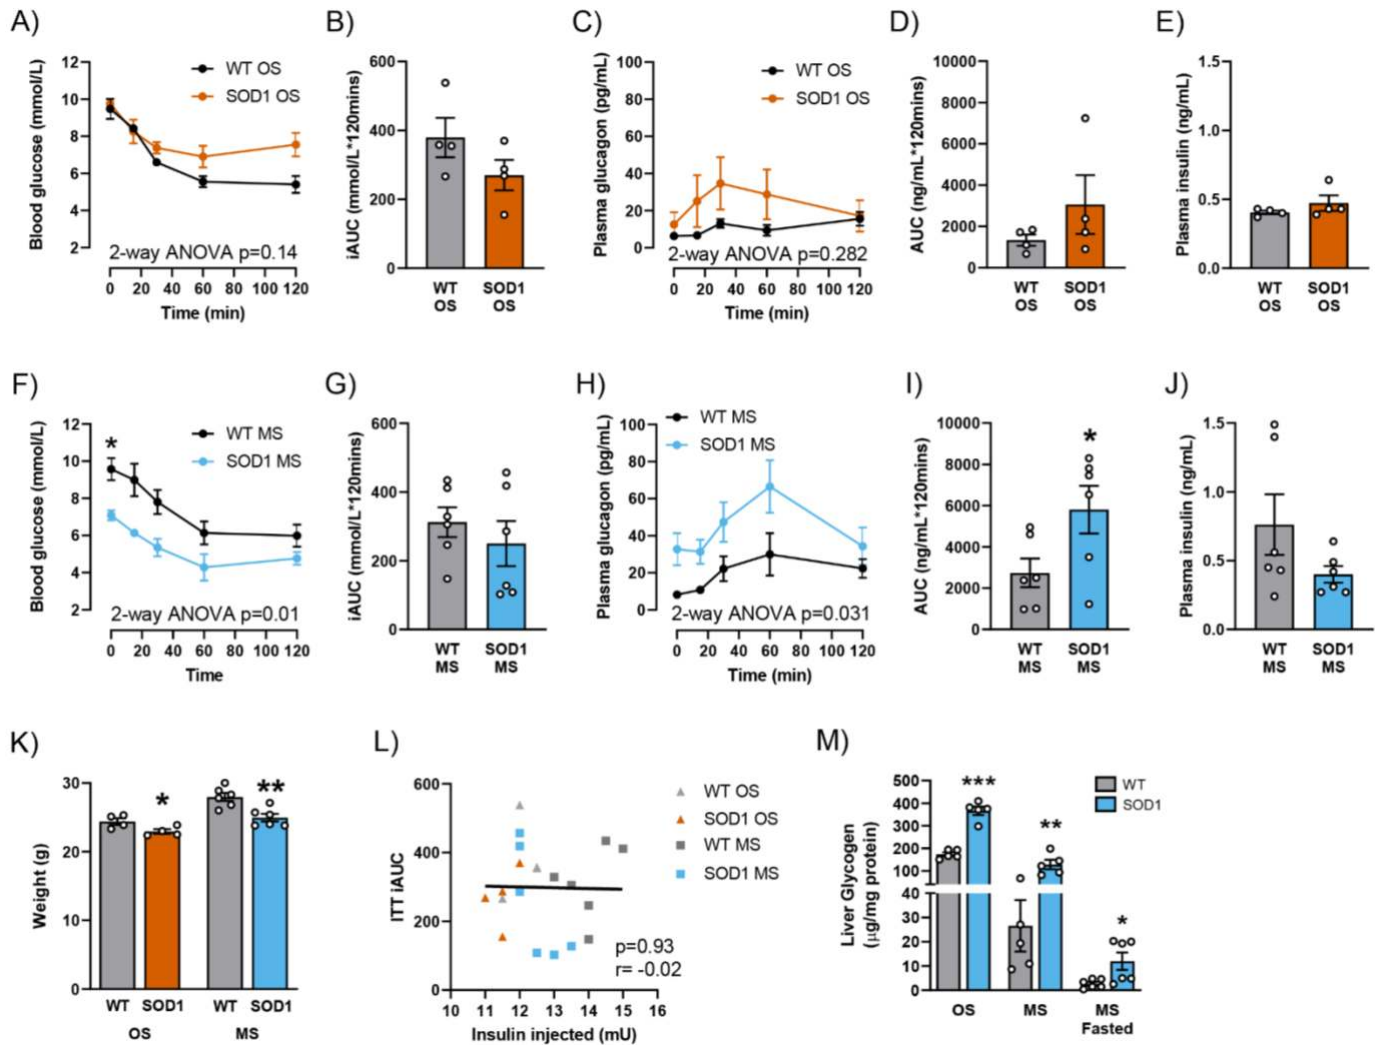 A)
Blood glucose (mmol/L)
12
10
8
6
4
2
WT OS
SOD1 OS
2-way ANOVA p=0.14
0 20 40 60 80 100 120
Time (min)
B)
iAUC (mmol/L*120mins)
600
400
200
0
WT OS
SOD1 OS
C)
Plasma glucagon (pg/mL)
100
80
60
40
20
0
WT OS
SOD1 OS
2-way ANOVA p=0.282
0 20 40 60 80 100 120
Time (min)
D)
AUC (ng/mL*120mins)
10000
8000
6000
4000
2000
0
WT OS
SOD1 OS
E)
Plasma insulin (ng/mL)
1.5
1.0
0.5
0.0
WT OS
SOD1 OS
F)
Blood glucose (mmol/L)
12
10
8
6
4
2
*
WT MS
SOD1 MS
2-way ANOVA p=0.01
0 20 40 60 80 100 120
Time
G)
iAUC (mmol/L*120mins)
600
400
200
0
WT MS
SOD1 MS
H)
Plasma glucagon (pg/mL)
100
80
60
40
20
0
WT MS
SOD1 MS
2-way ANOVA p=0.031
0 20 40 60 80 100 120
Time (min)
I)
AUC (ng/mL*120mins)
10000
8000
6000
4000
2000
0
*
WT MS
SOD1 MS
J)
Plasma insulin (ng/mL)
1.5
1.0
0.5
0.0
WT MS
SOD1 MS
K)
Weight (g)
30
20
10
0
*
**
WT SOD1 WT SOD1
OS MS
L)
ITT iAUC
600
400
200
0
WT OS
SOD1 OS
WT MS
SOD1 MS
p=0.93
r= -0.02
10 11 12 13 14 15 16
Insulin injected (mU)
M)
Liver Glycogen
(µg/mg protein)
500
400
300
200
100
40
30
20
10
0
***
**
*
WT
SOD1
OS MS MS
Fasted